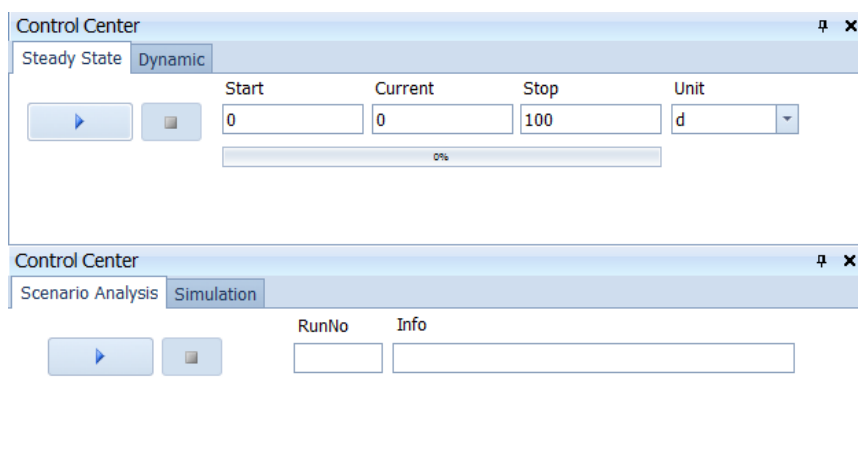 Control Center
Steady State Dynamic
Start Current Stop Unit
0 0 100 d
0%
Control Center
Scenario Analysis Simulation
RunNo Info